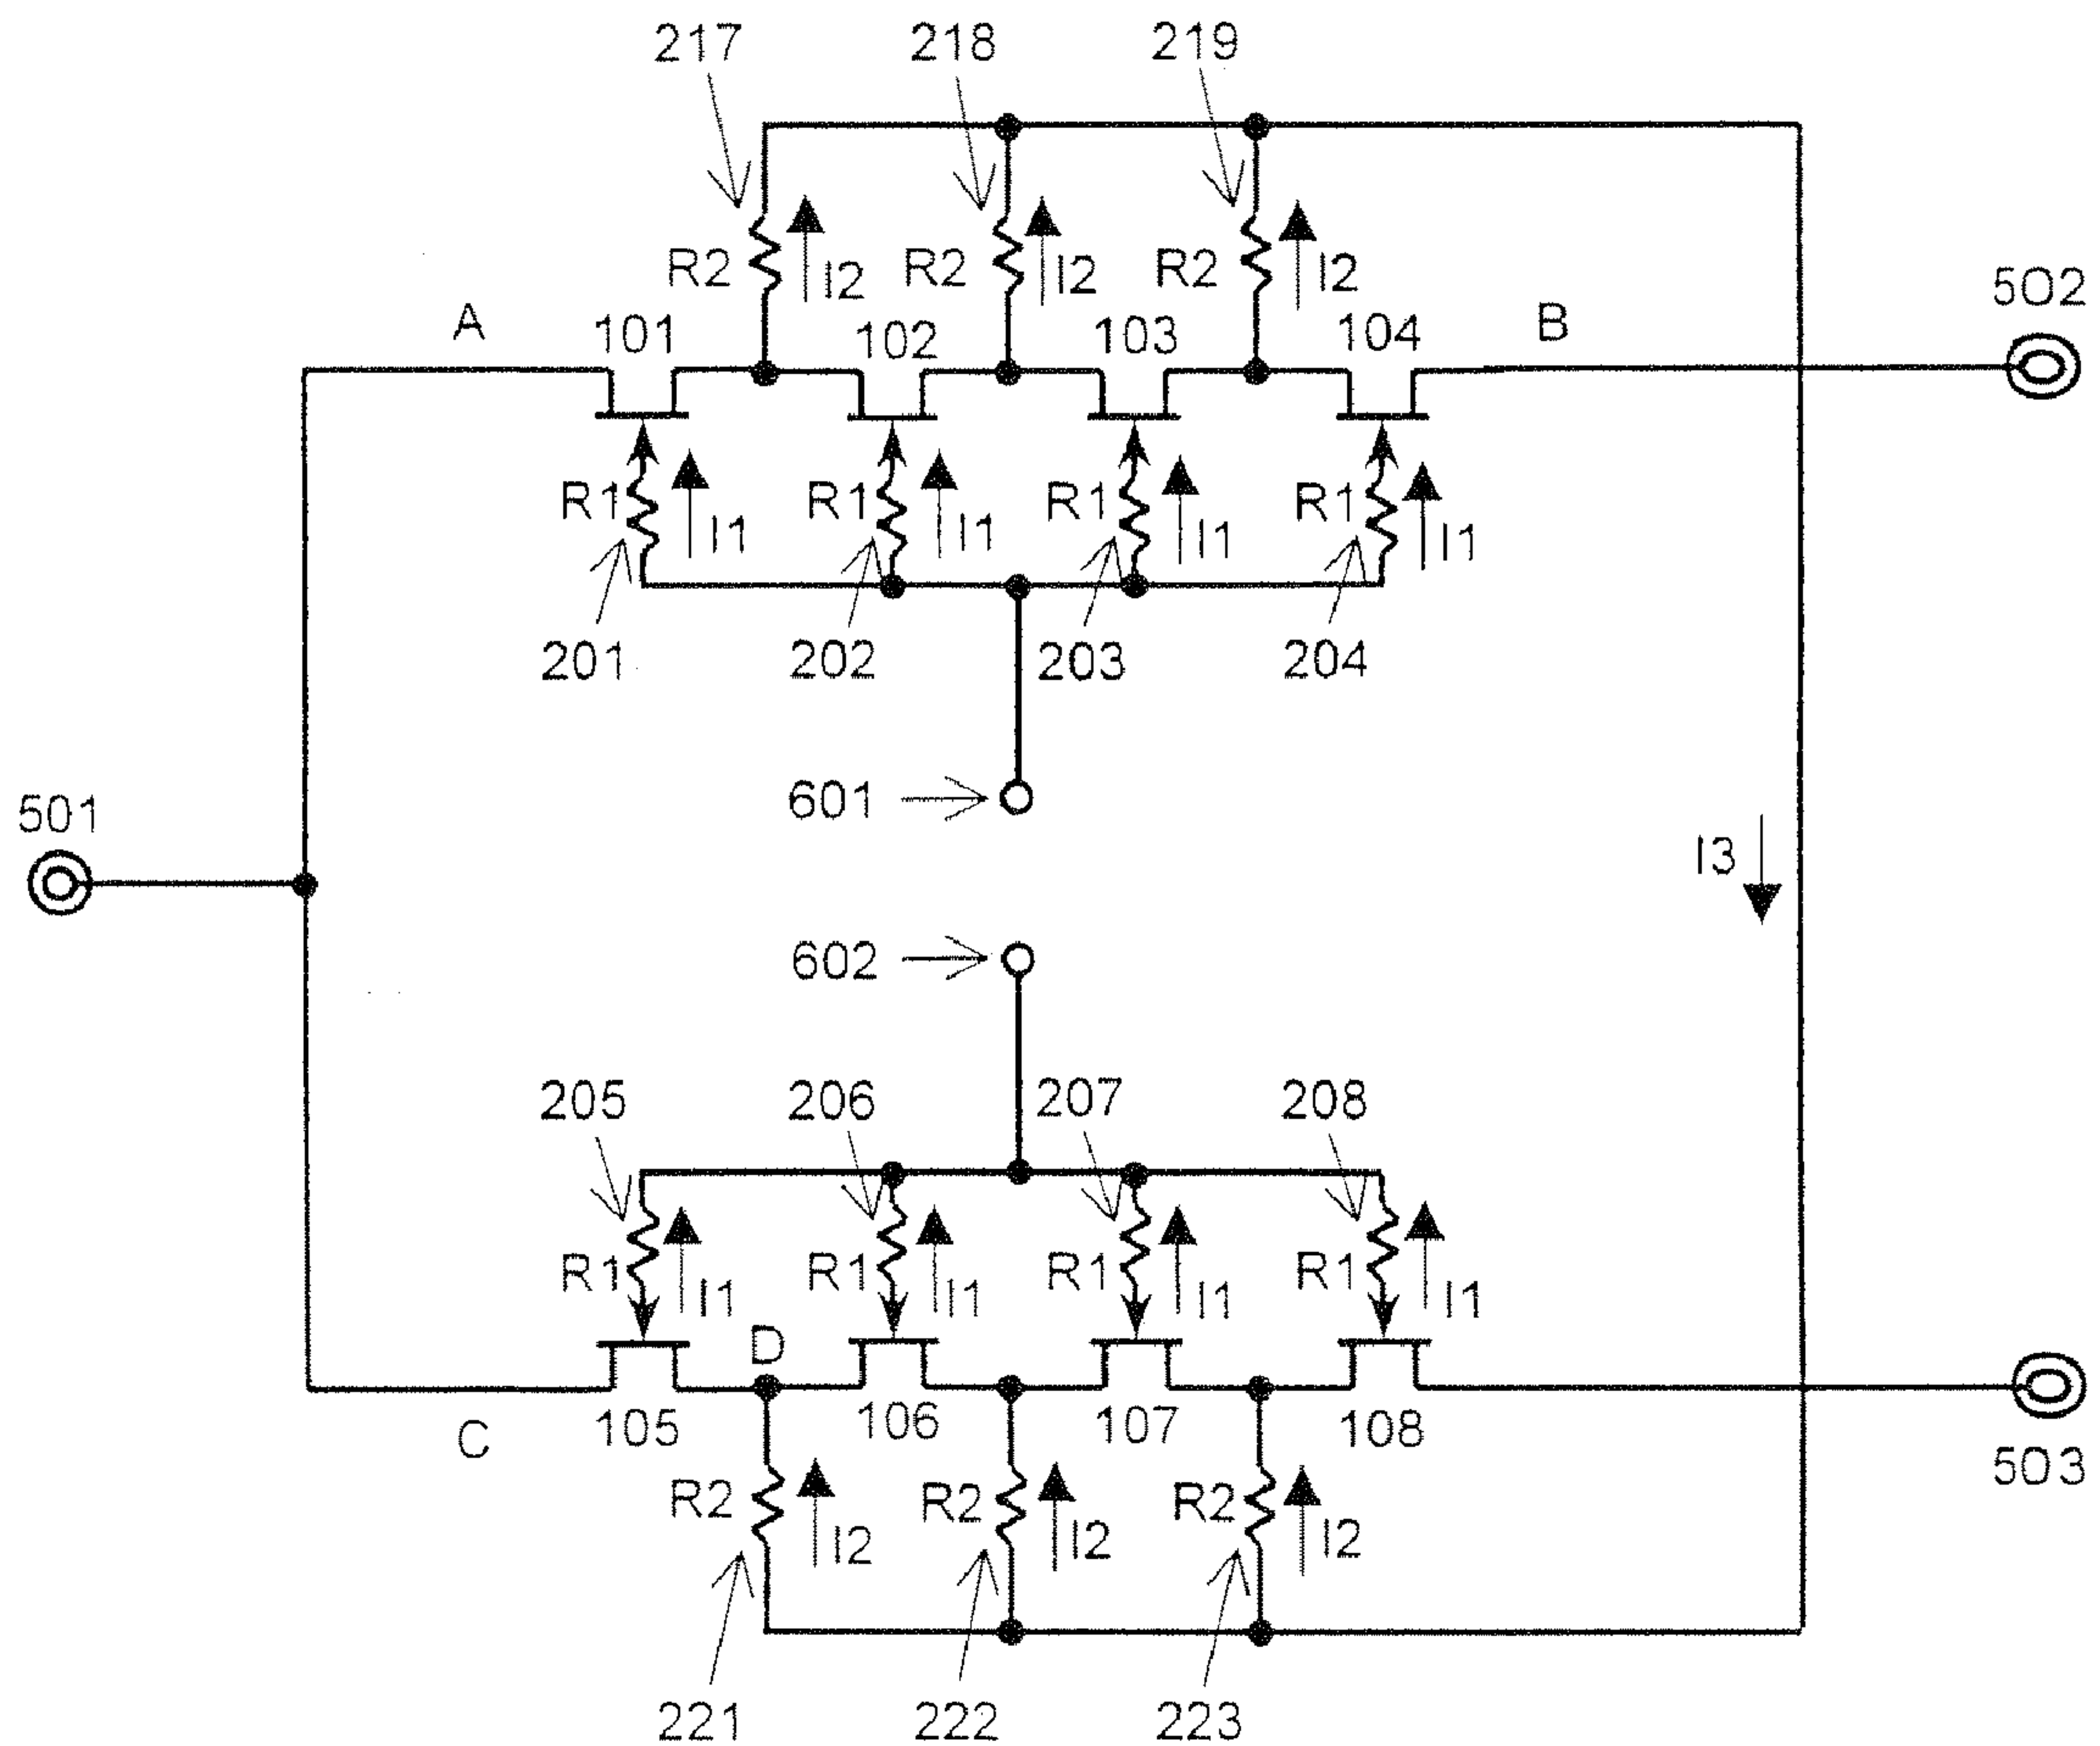 217 218 219
R2 I2 R2 I2 R2 I2
502
A 101 102 103 104 B
R1 I1 R1 I1 R1 I1 R1 I1
201 202 203 204
601
501
I3
602
205 206 207 208
R1 I1 R1 I1 R1 I1 R1 I1
D
C 105 106 107 108
503
R2 I2 R2 I2 R2 I2
221 222 223